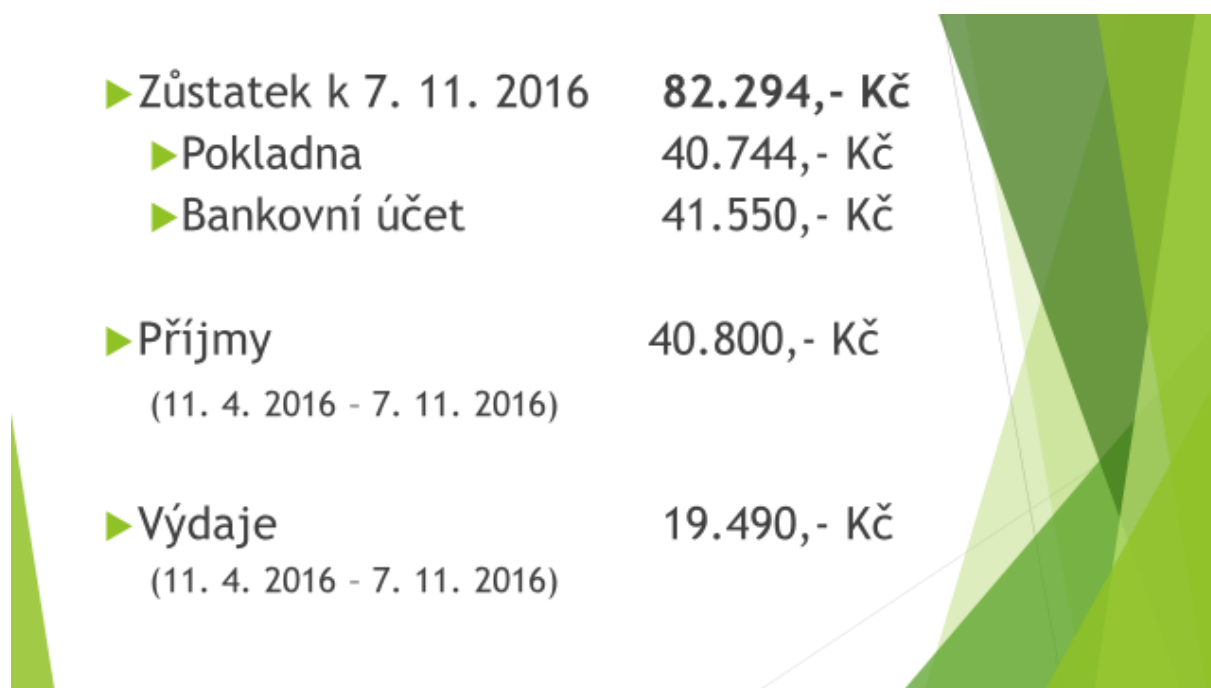 Zůstatek k 7. 11. 2016 82.294,- Kč
Pokladna 40.744,- Kč
Bankovní účet 41.550,- Kč
Příjmy 40.800,- Kč
(11. 4. 2016 – 7. 11. 2016)
Výdaje 19.490,- Kč
(11. 4. 2016 – 7. 11. 2016)